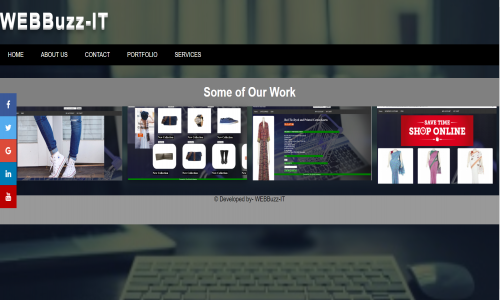 WEBBuzz-IT
HOME ABOUT US CONTACT PORTFOLIO SERVICES
Some of Our Work
SAVE TIME
SHOP ONLINE
© Developed by- WEBBuzz-IT